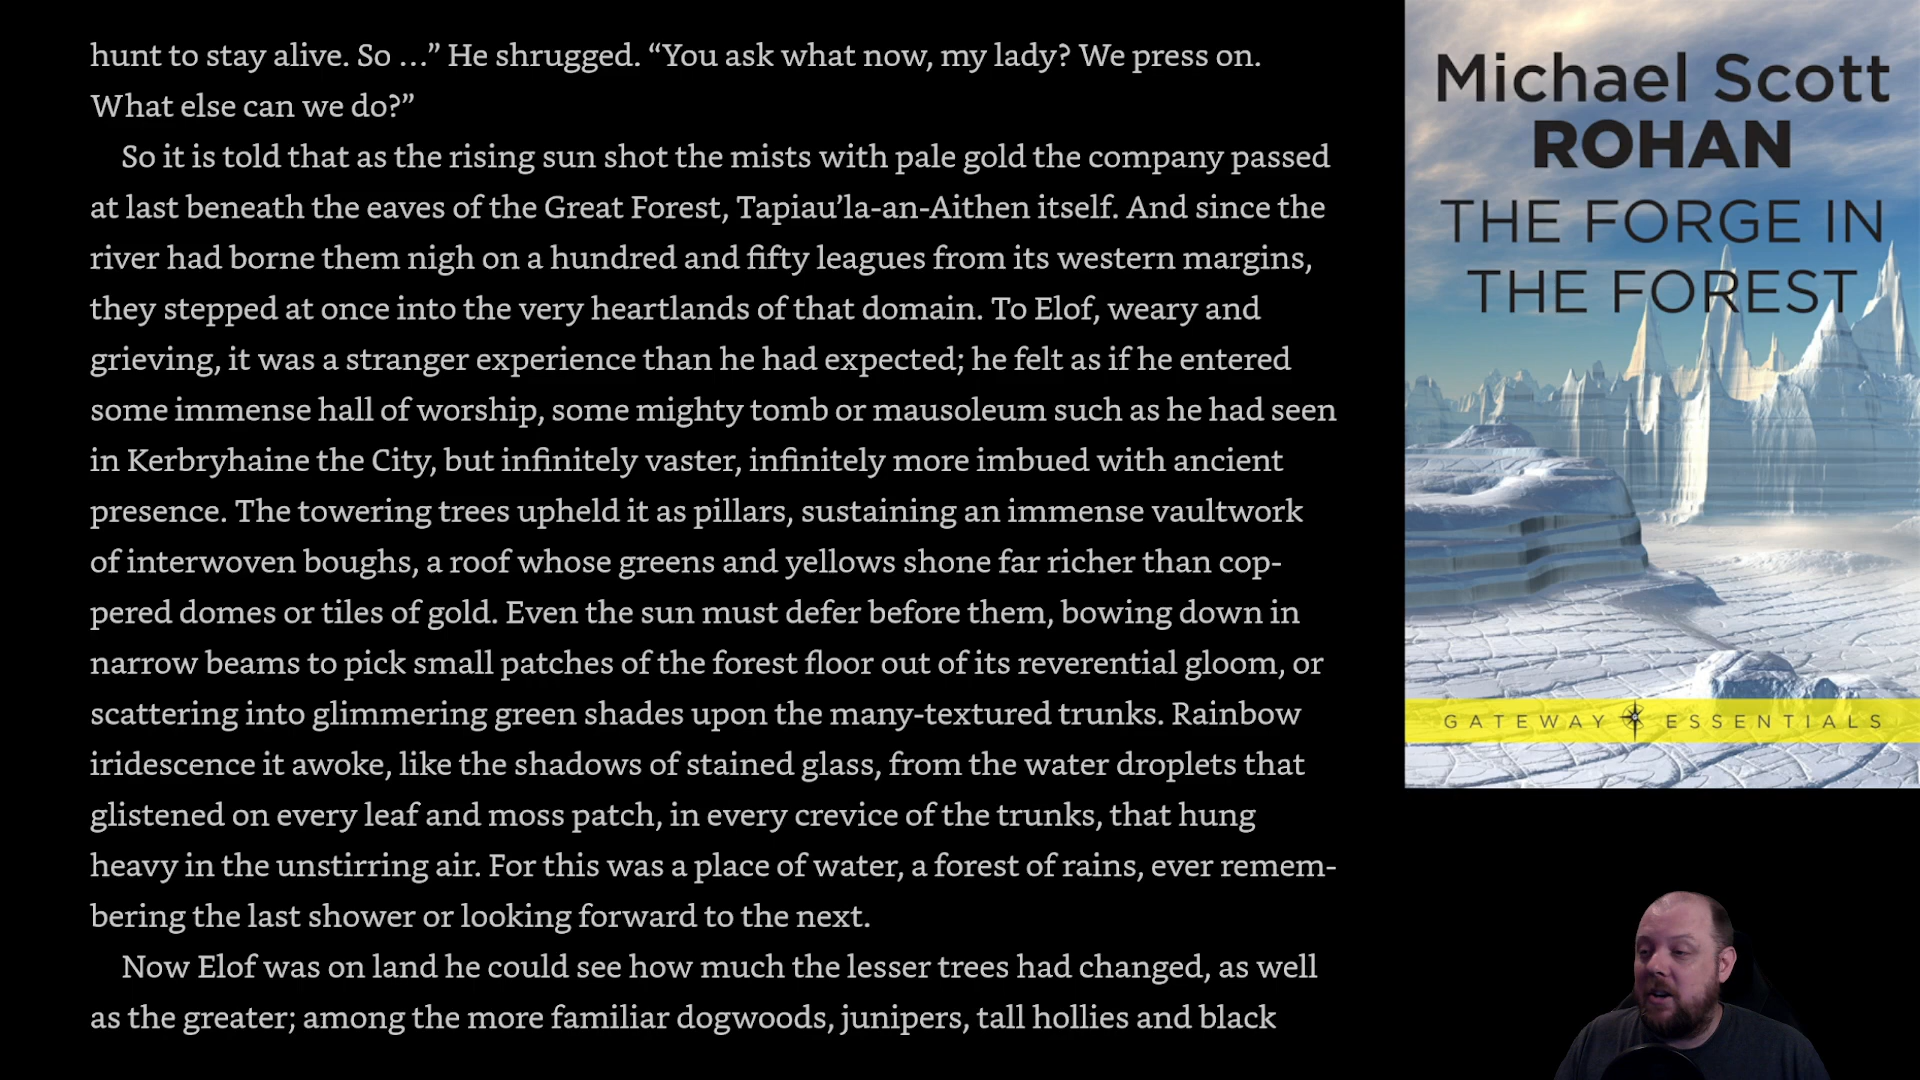 hunt to stay alive. So …” He shrugged. “You ask what now, my lady? We press on.
What else can we do?”
So it is told that as the rising sun shot the mists with pale gold the company passed
at last beneath the eaves of the Great Forest, Tapiau’la-an-Aithen itself. And since the
river had borne them nigh on a hundred and fifty leagues from its western margins,
they stepped at once into the very heartlands of that domain. To Elof, weary and
grieving, it was a stranger experience than he had expected; he felt as if he entered
some immense hall of worship, some mighty tomb or mausoleum such as he had seen
in Kerbryhaine the City, but infinitely vaster, infinitely more imbued with ancient
presence. The towering trees upheld it as pillars, sustaining an immense vaultwork
of interwoven boughs, a roof whose greens and yellows shone far richer than cop-
pered domes or tiles of gold. Even the sun must defer before them, bowing down in
narrow beams to pick small patches of the forest floor out of its reverential gloom, or
scattering into glimmering green shades upon the many-textured trunks. Rainbow
iridescence it awoke, like the shadows of stained glass, from the water droplets that
glistened on every leaf and moss patch, in every crevice of the trunks, that hung
heavy in the unstirring air. For this was a place of water, a forest of rains, ever remem-
bering the last shower or looking forward to the next.
Now Elof was on land he could see how much the lesser trees had changed, as well
as the greater; among the more familiar dogwoods, junipers, tall hollies and black
Michael Scott
ROHAN
THE FORGE IN
THE FOREST
GATEWAY ESSENTIALS